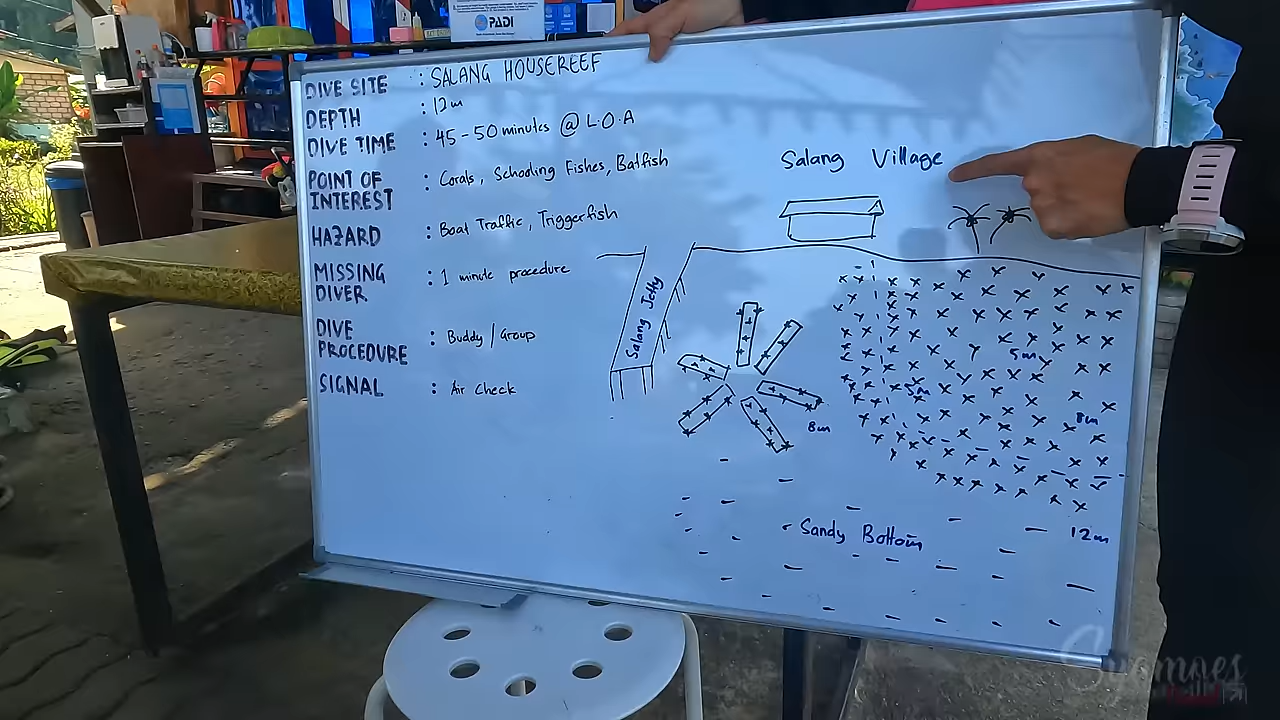 PADI
DIVE SITE : SALANG HOUSEREEF
DEPTH : 12m
DIVE TIME : 45-50 minutes @ L.O.A
POINT OF INTEREST : Corals, Schooling Fishes, Batfish
HAZARD : Boat Traffic, Triggerfish
MISSING DIVER : 1 minute procedure
DIVE PROCEDURE : Buddy / Group
SIGNAL : Air Check
Salang Village
Salang Jetty
5m
8m
8m
Sandy Bottom
12m